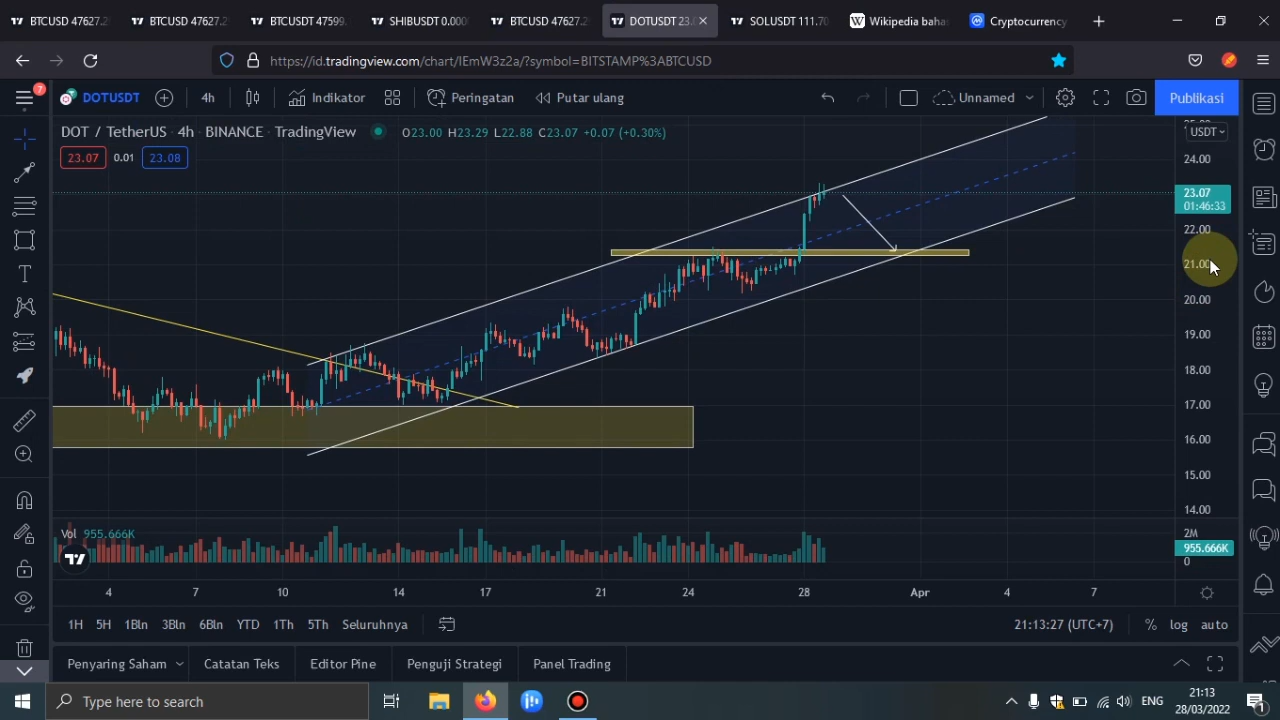 BTCUSD 47627.2
BTCUSD 47627.2
BTCUSDT 47599.
SHIBUSDT 0.000
BTCUSD 47627.2
DOTUSDT 23.0
SOLUSDT 111.70
Wikipedia baha
Cryptocurrency
https://id.tradingview.com/chart/IEmW3z2a/?symbol=BITSTAMP%3ABTCUSD
7
DOTUSDT
4h
Indikator
Peringatan
Putar ulang
Unnamed
Publikasi
DOT / TetherUS · 4h · BINANCE · TradingView
O23.00 H23.29 L22.88 C23.07 +0.07 (+0.30%)
USDT
23.07
0.01
23.08
24.00
23.07
01:46:33
22.00
21.00
20.00
19.00
18.00
17.00
16.00
15.00
14.00
Vol 955.666K
2M
955.666K
0
4
7
10
14
17
21
24
28
Apr
4
7
1H
5H
1Bln
3Bln
6Bln
YTD
1Th
5Th
Seluruhnya
21:13:27 (UTC+7)
%
log
auto
Penyaring Saham
Catatan Teks
Editor Pine
Penguji Strategi
Panel Trading
Type here to search
ENG
21:13
28/03/2022
1